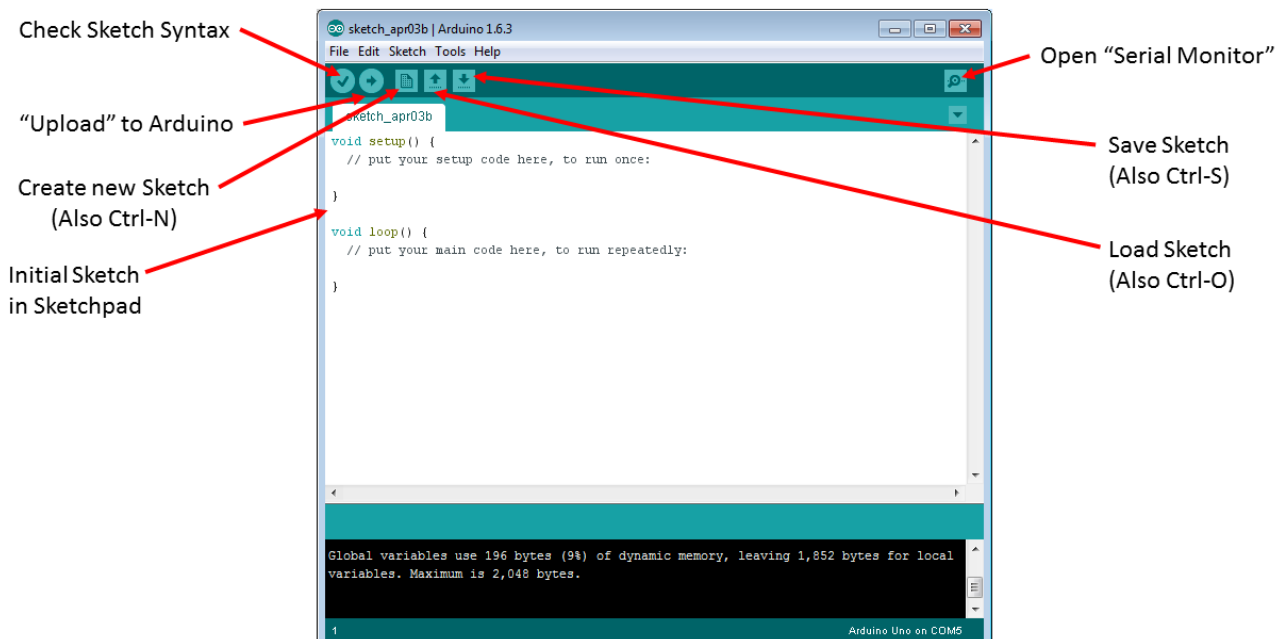 Check Sketch Syntax
"Upload" to Arduino
Create new Sketch
(Also Ctrl-N)
Initial Sketch
in Sketchpad
sketch_apr03b | Arduino 1.6.3
File Edit Sketch Tools Help
sketch_apr03b
void setup() {
// put your setup code here, to run once:
}
void loop() {
// put your main code here, to run repeatedly:
}
Global variables use 196 bytes (9%) of dynamic memory, leaving 1,852 bytes for local
variables. Maximum is 2,048 bytes.
1
Arduino Uno on COM5
Open "Serial Monitor"
Save Sketch
(Also Ctrl-S)
Load Sketch
(Also Ctrl-O)